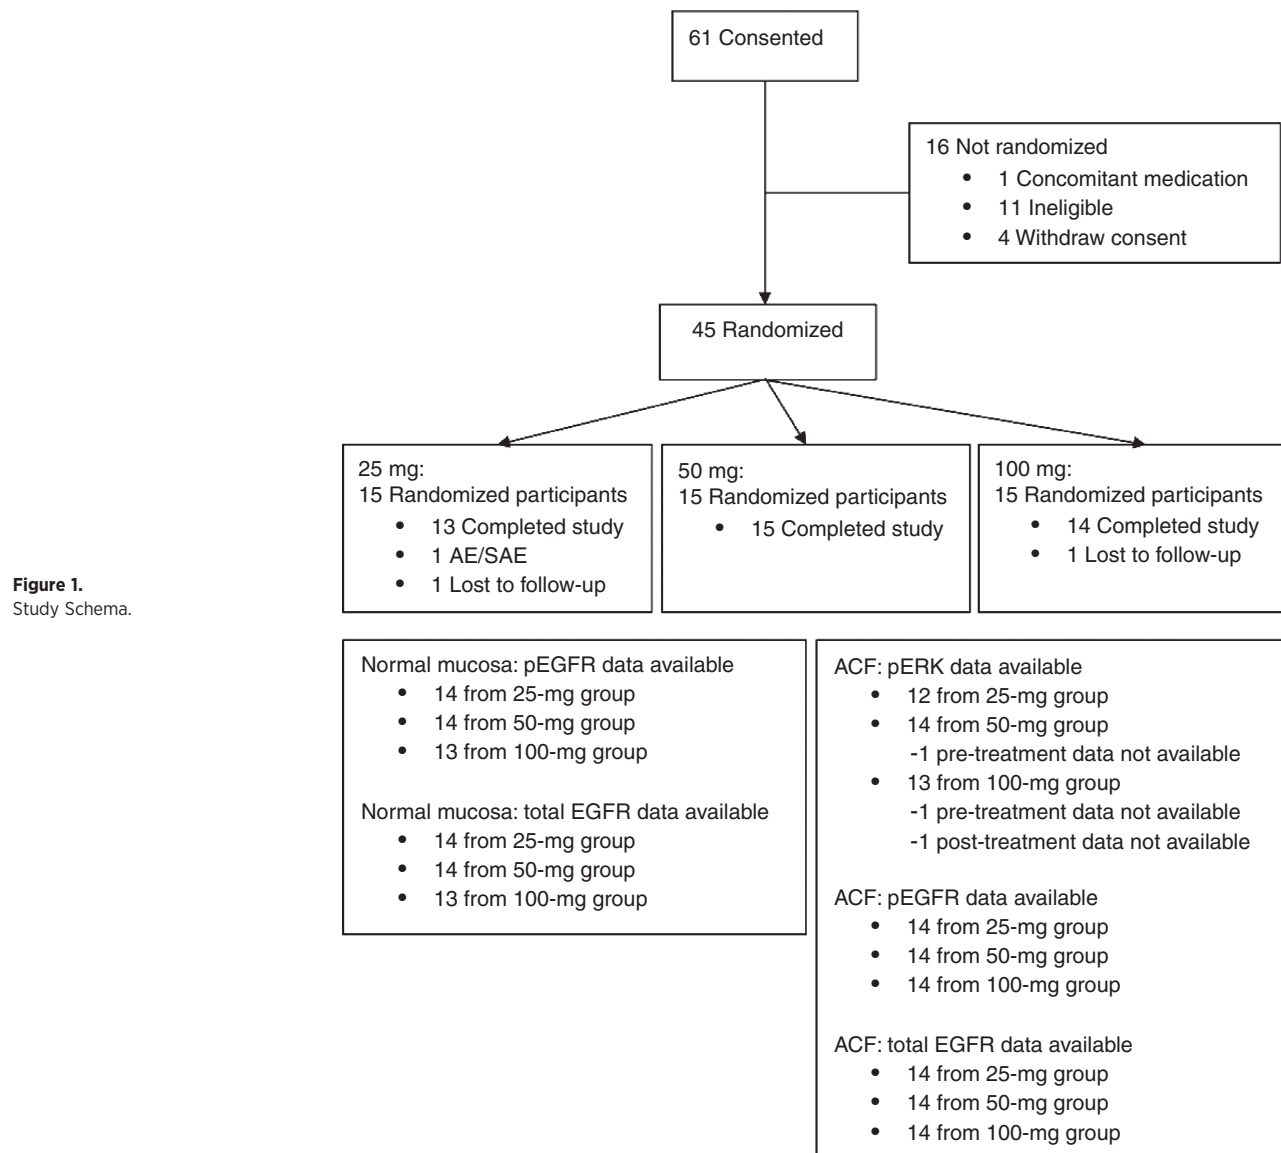 61 Consented
16 Not randomized
• 1 Concomitant medication
• 11 Ineligible
• 4 Withdraw consent
45 Randomized
25 mg:
15 Randomized participants
• 13 Completed study
• 1 AE/SAE
• 1 Lost to follow-up
50 mg:
15 Randomized participants
• 15 Completed study
100 mg:
15 Randomized participants
• 14 Completed study
• 1 Lost to follow-up
Figure 1.
Study Schema.
Normal mucosa: pEGFR data available
• 14 from 25-mg group
• 14 from 50-mg group
• 13 from 100-mg group
Normal mucosa: total EGFR data available
• 14 from 25-mg group
• 14 from 50-mg group
• 13 from 100-mg group
ACF: pERK data available
• 12 from 25-mg group
• 14 from 50-mg group
-1 pre-treatment data not available
• 13 from 100-mg group
-1 pre-treatment data not available
-1 post-treatment data not available
ACF: pEGFR data available
• 14 from 25-mg group
• 14 from 50-mg group
• 14 from 100-mg group
ACF: total EGFR data available
• 14 from 25-mg group
• 14 from 50-mg group
• 14 from 100-mg group